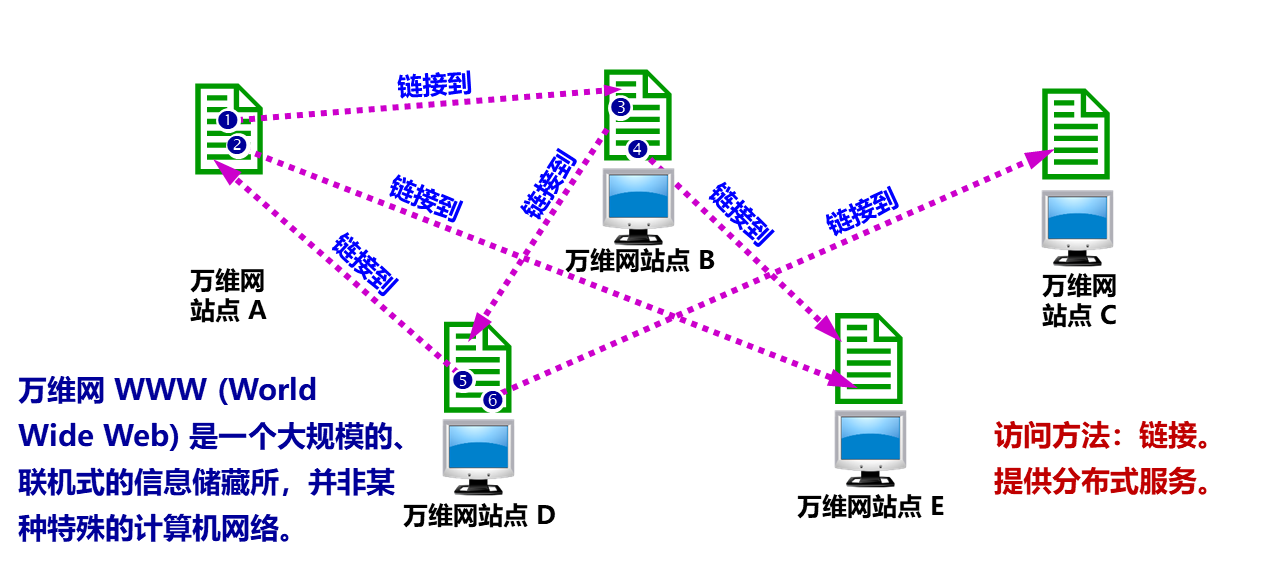 链接到
❶
❷
❸
❹
链接到
链接到
链接到
链接到
链接到
万维网
站点 A
万维网站点 B
万维网
站点 C
❺
❻
万维网 WWW (World
Wide Web) 是一个大规模的、
联机式的信息储藏所，并非某
种特殊的计算机网络。
万维网站点 D
万维网站点 E
访问方法：链接。
提供分布式服务。